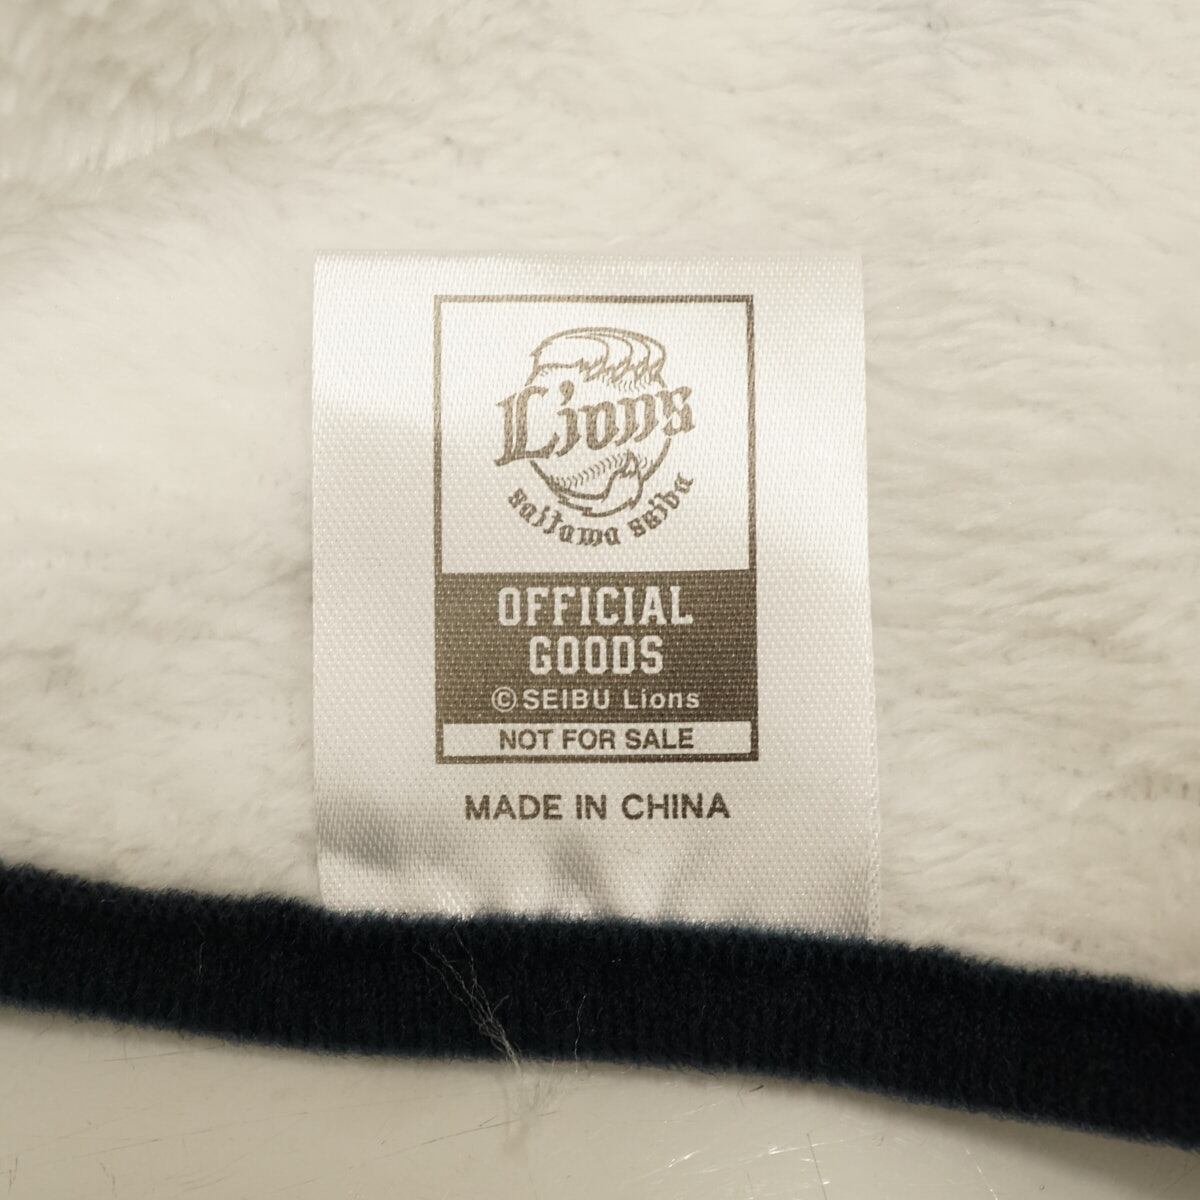 Lions
saitama seibu
OFFICIAL
GOODS
©SEIBU Lions
NOT FOR SALE
MADE IN CHINA